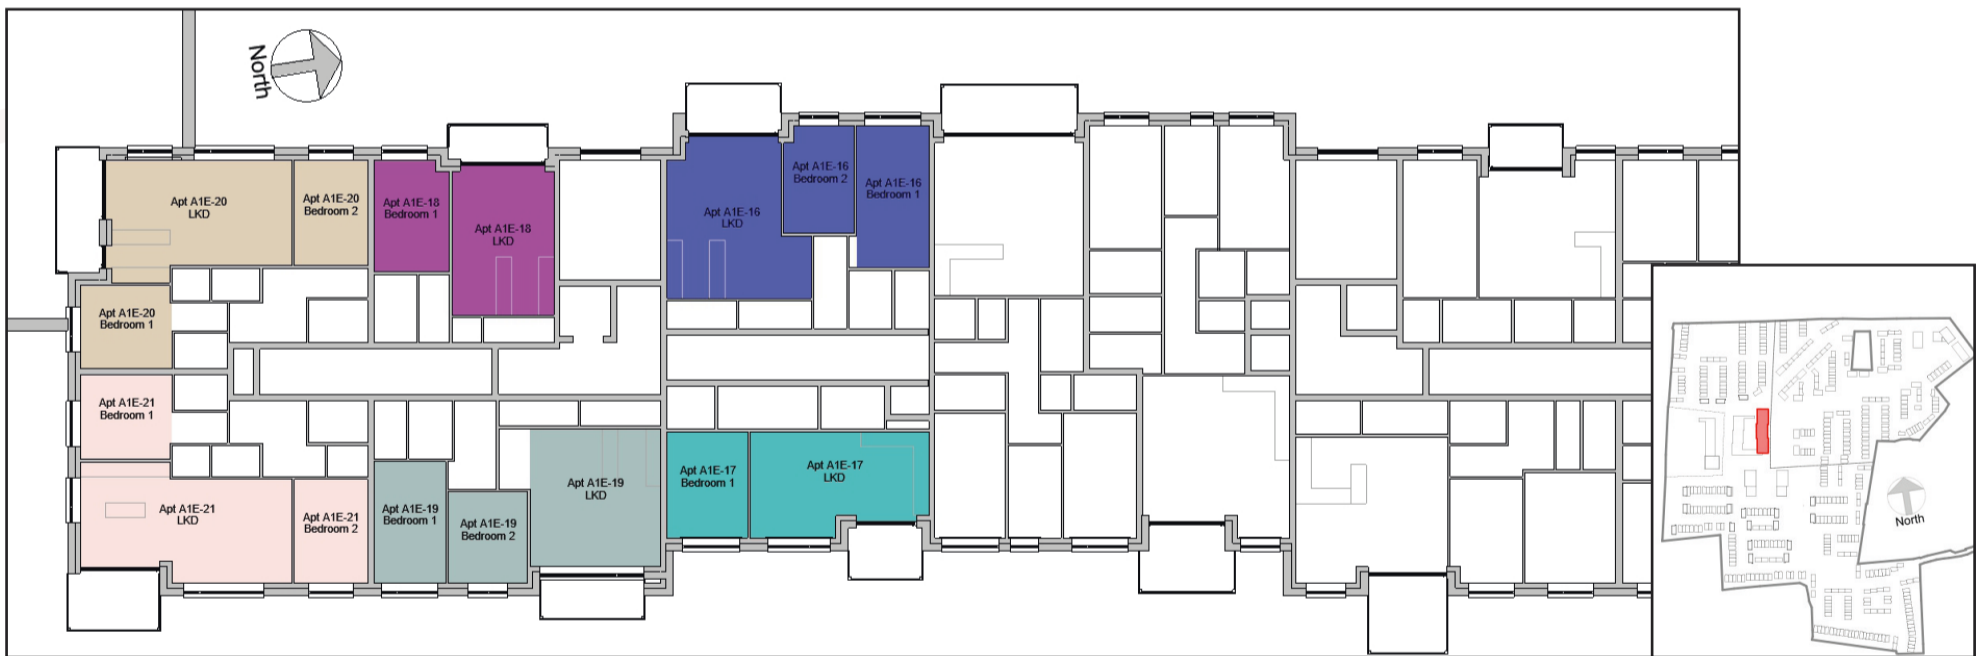 North
Apt A1E-20
LKD
Apt A1E-20
Bedroom 2
Apt A1E-18
Bedroom 1
Apt A1E-18
LKD
Apt A1E-16
LKD
Apt A1E-16
Bedroom 2
Apt A1E-16
Bedroom 1
Apt A1E-20
Bedroom 1
Apt A1E-21
Bedroom 1
Apt A1E-21
LKD
Apt A1E-21
Bedroom 2
Apt A1E-19
Bedroom 1
Apt A1E-19
Bedroom 2
Apt A1E-19
LKD
Apt A1E-17
Bedroom 1
Apt A1E-17
LKD
North